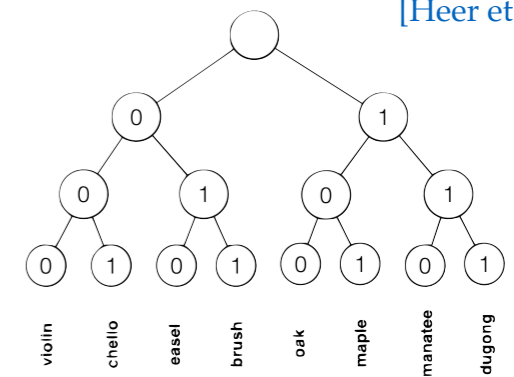 [Heer et
0 1
0 1 0 1
0 1 0 1 0 1 0 1
violin chello easel brush oak maple manatee dugong